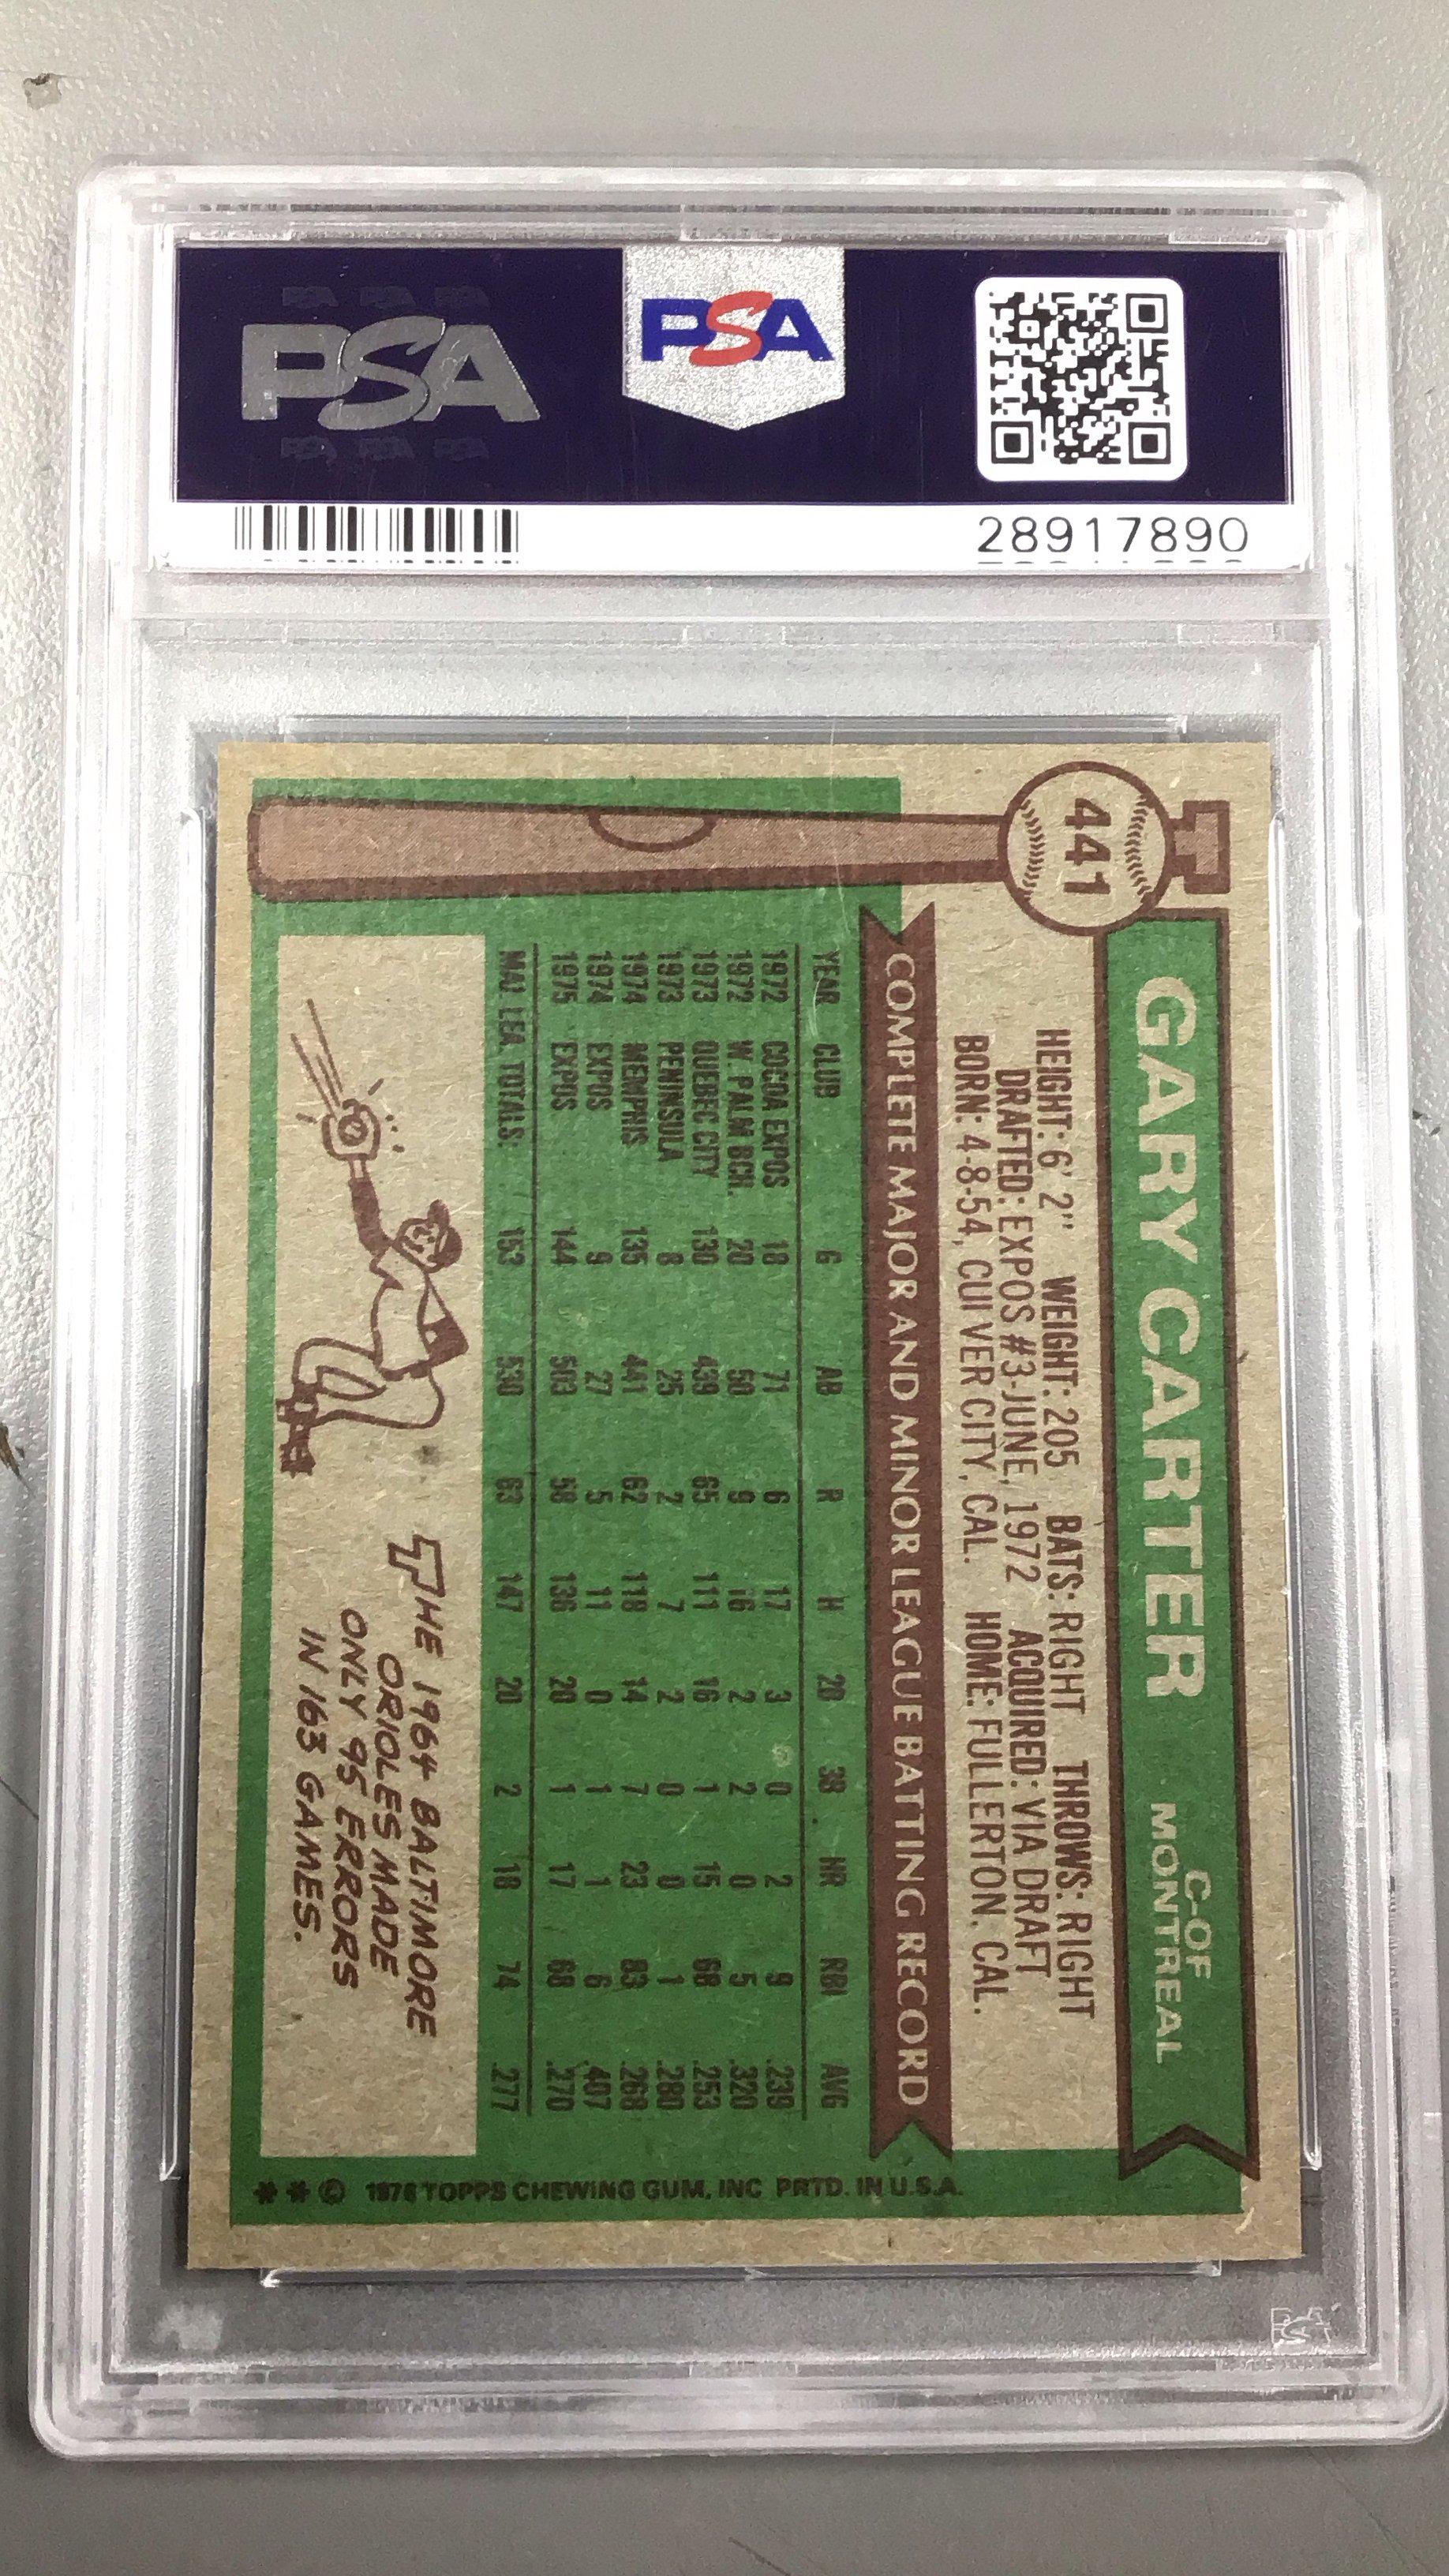 PSA PSA PSA
PSA
PSA PSA PSA
PSA
28917890
441
GARY CARTER
C-OF
MONTREAL
HEIGHT: 6' 2" WEIGHT: 205 BATS: RIGHT THROWS: RIGHT
DRAFTED: EXPOS #3-JUNE, 1972 ACQUIRED: VIA DRAFT
BORN: 4-8-54, CULVER CITY, CAL. HOME: FULLERTON. CAL.
COMPLETE MAJOR AND MINOR LEAGUE BATTING RECORD
YEAR CLUB G AB R H 2B 3B HR RBI AVG
1972 COCOA EXPOS 18 71 6 17 3 0 2 9 .239
1972 W. PALM BCH. 20 50 9 16 2 2 0 5 .320
1973 QUEBEC CITY 130 439 65 111 16 1 15 68 .253
1973 PENINSULA 8 25 2 7 2 0 0 1 .280
1974 MEMPHIS 135 441 62 118 14 7 23 83 .268
1974 EXPOS 9 27 5 11 0 1 1 6 .407
1975 EXPOS 144 503 58 136 20 1 17 68 .270
MAJ. LEA. TOTALS 153 530 63 147 20 2 18 74 .277
THE 1964 BALTIMORE
ORIOLES MADE
ONLY 95 ERRORS
IN 163 GAMES.
** © 1976 TOPPS CHEWING GUM, INC PRTD. IN U.S.A.
PSA